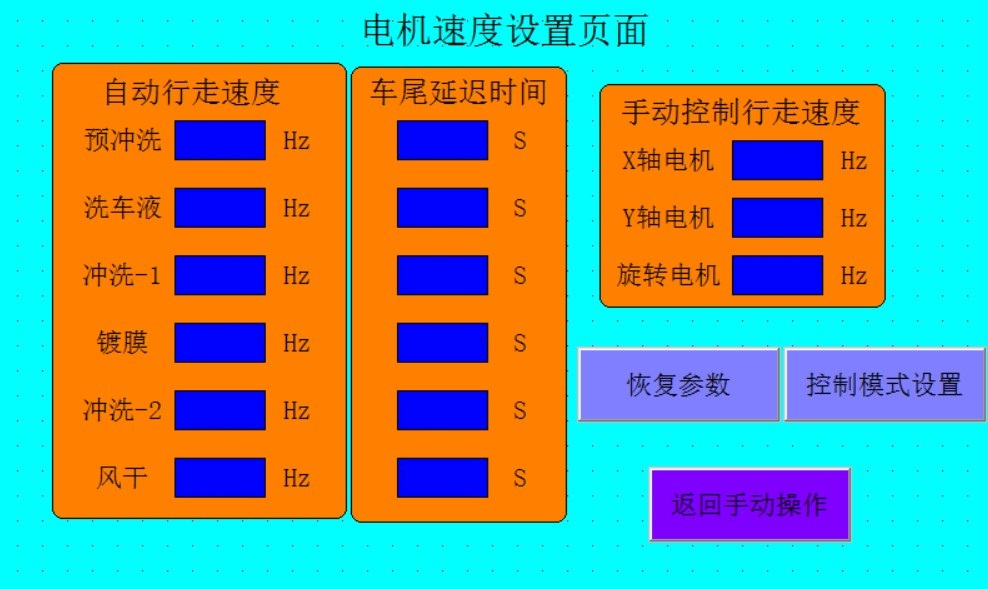 电机速度设置页面
自动行走速度
预冲洗 Hz
洗车液 Hz
冲洗-1 Hz
镀膜 Hz
冲洗-2 Hz
风干 Hz
车尾延迟时间
S
S
S
S
S
S
手动控制行走速度
X轴电机 Hz
Y轴电机 Hz
旋转电机 Hz
恢复参数
控制模式设置
返回手动操作